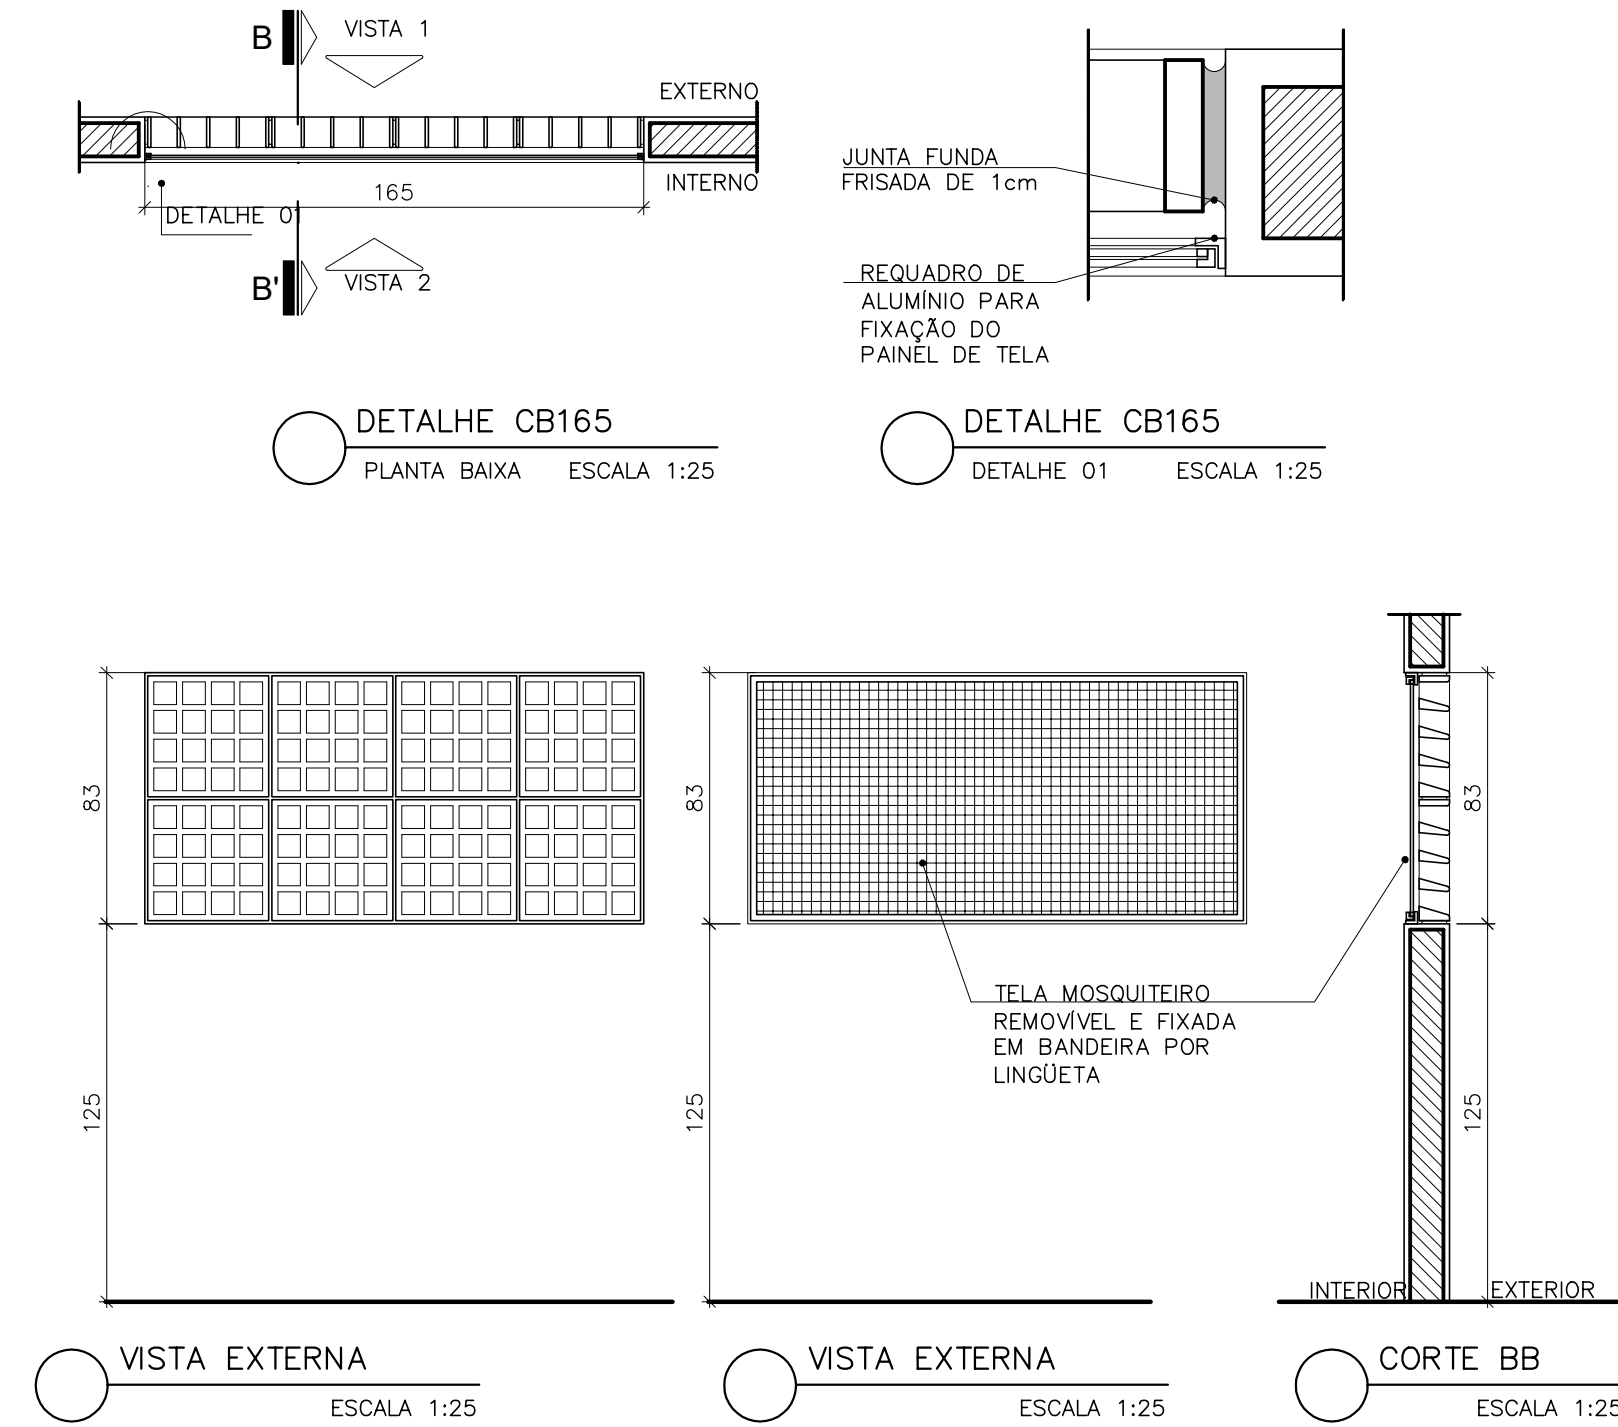 B
VISTA 1
EXTERNO
INTERNO
165
DETALHE 01
B'
VISTA 2
DETALHE CB165
PLANTA BAIXA ESCALA 1:25
JUNTA FUNDA
FRISADA DE 1cm
REQUADRO DE
ALUMÍNIO PARA
FIXAÇÃO DO
PAINEL DE TELA
DETALHE CB165
DETALHE 01 ESCALA 1:25
83
125
83
125
TELA MOSQUITEIRO
REMOVÍVEL E FIXADA
EM BANDEIRA POR
LINGÜETA
83
125
INTERIOR
EXTERIOR
VISTA EXTERNA
ESCALA 1:25
VISTA EXTERNA
ESCALA 1:25
CORTE BB
ESCALA 1:25